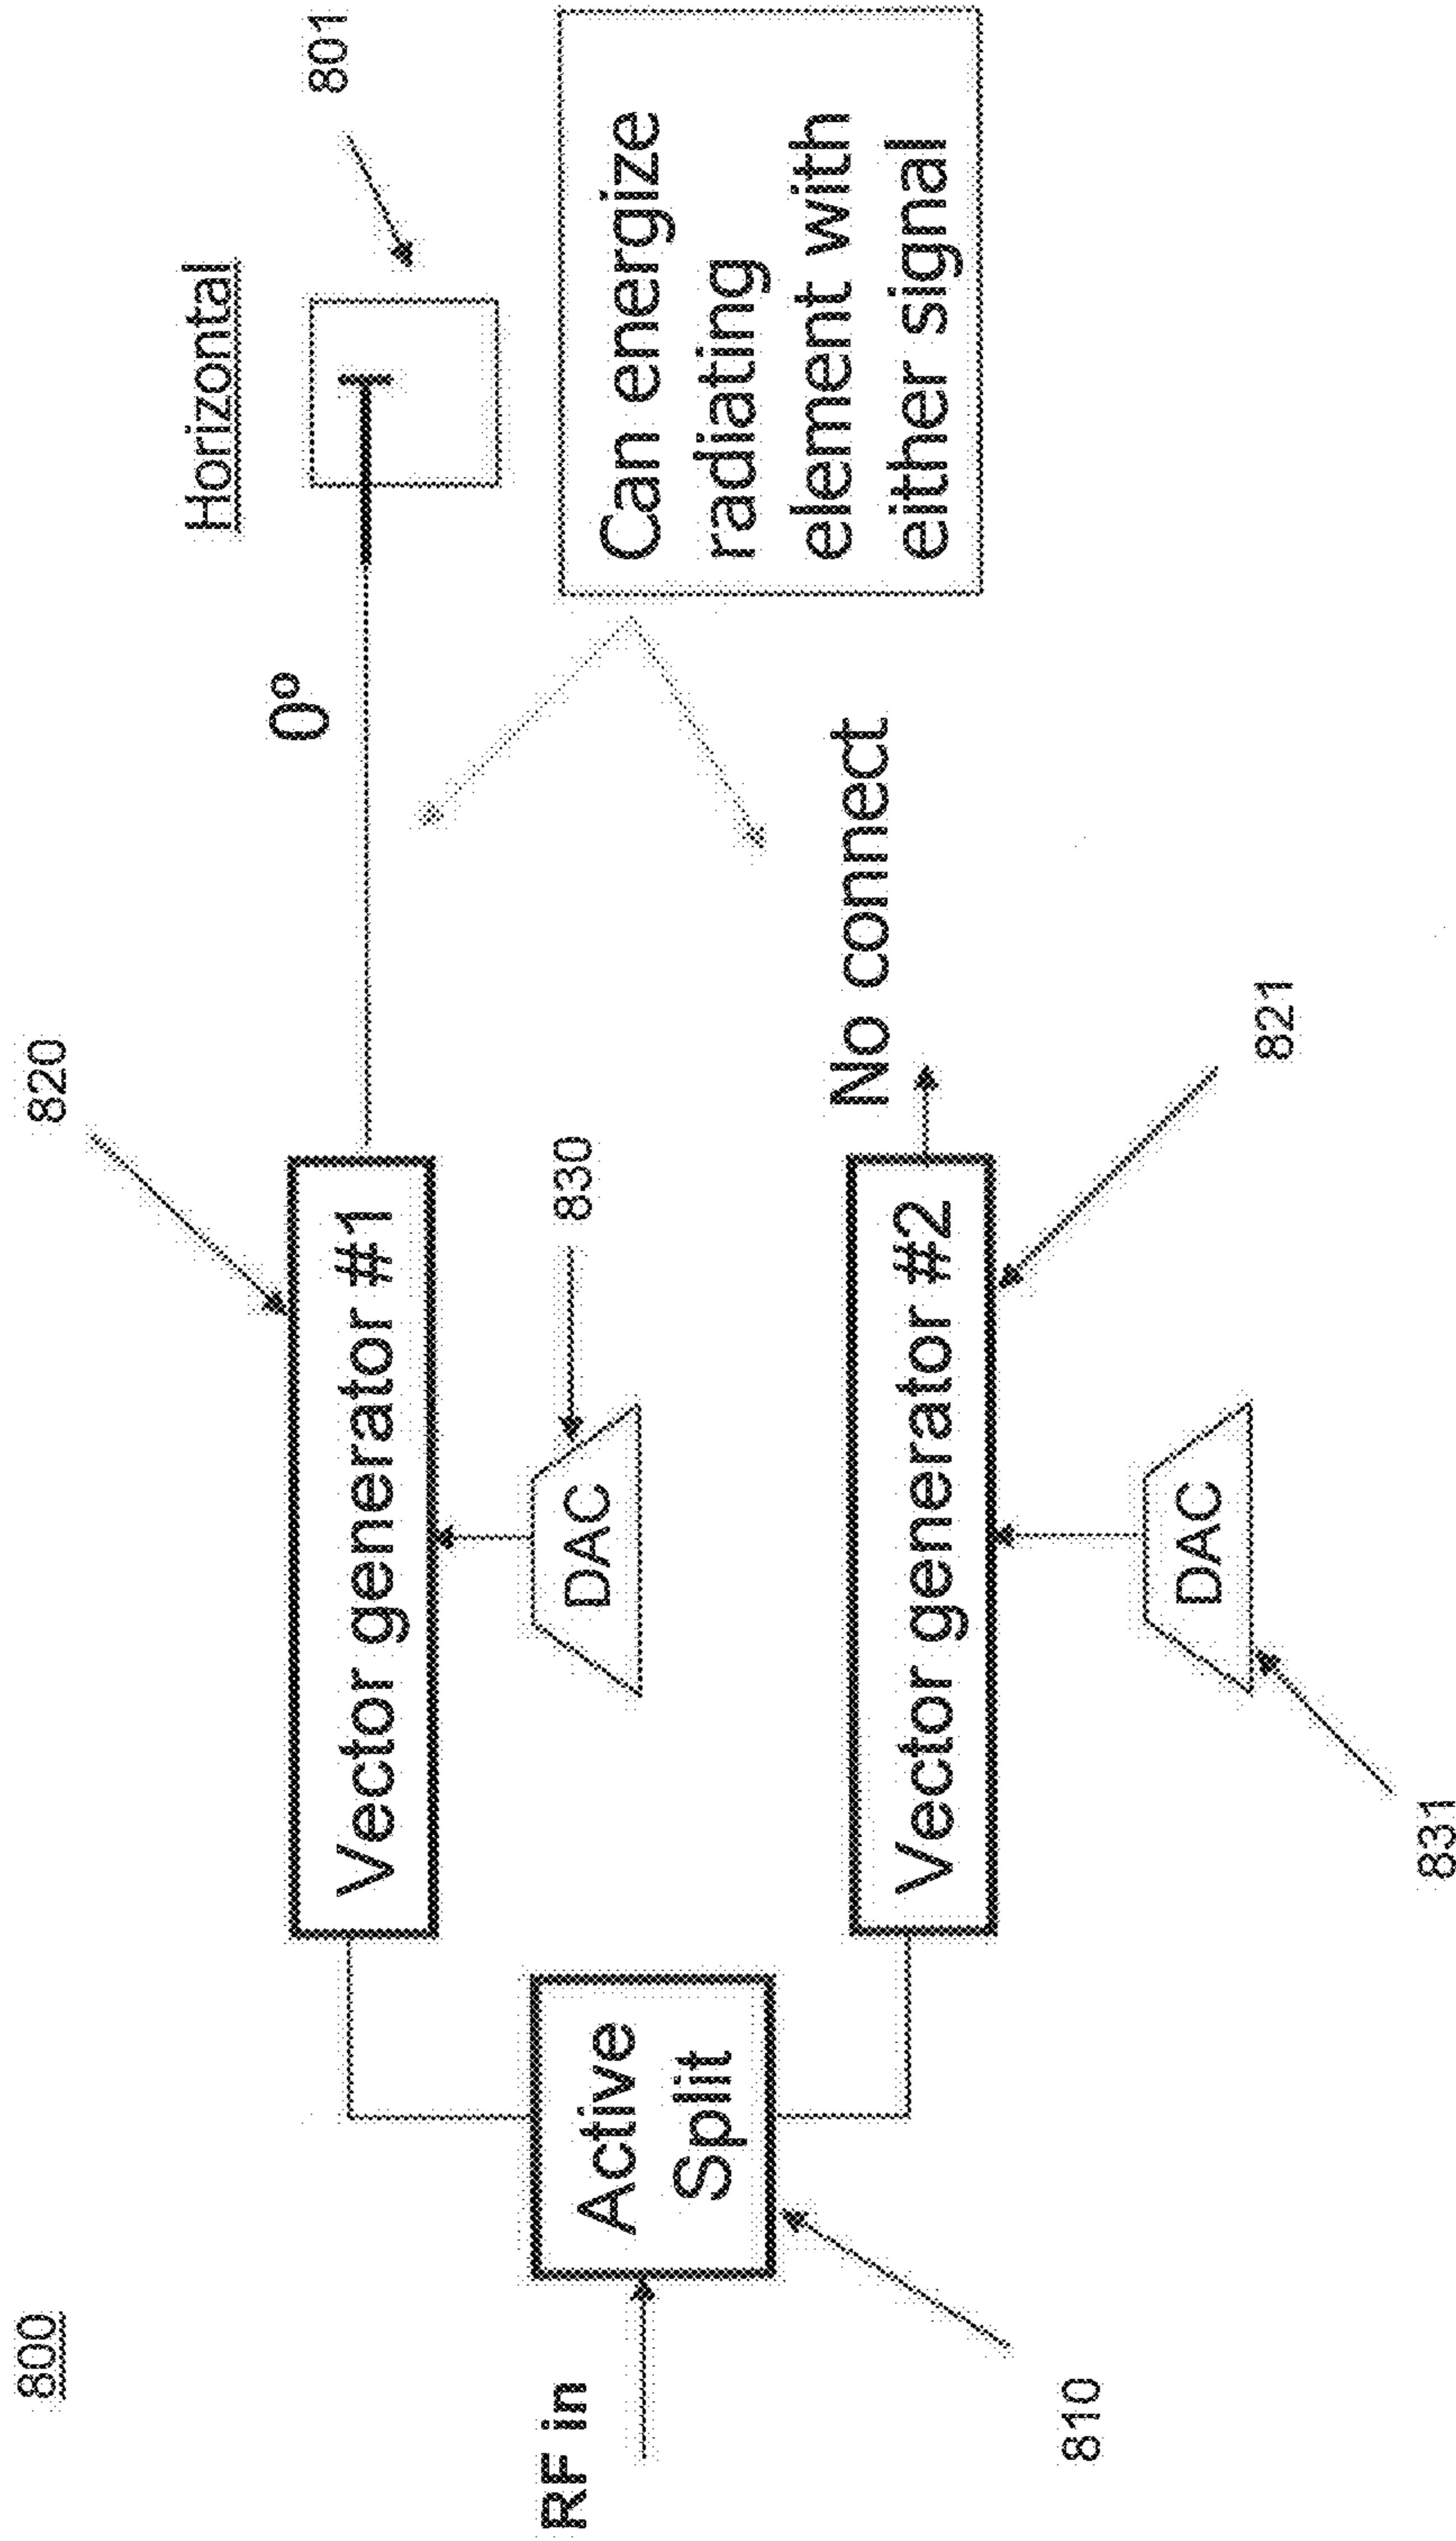 800
820
Horizontal
801
0º
Vector generator #1
830
DAC
RF in
Active
Split
810
Can energize
radiating
element with
either signal
No connect
Vector generator #2
821
DAC
831